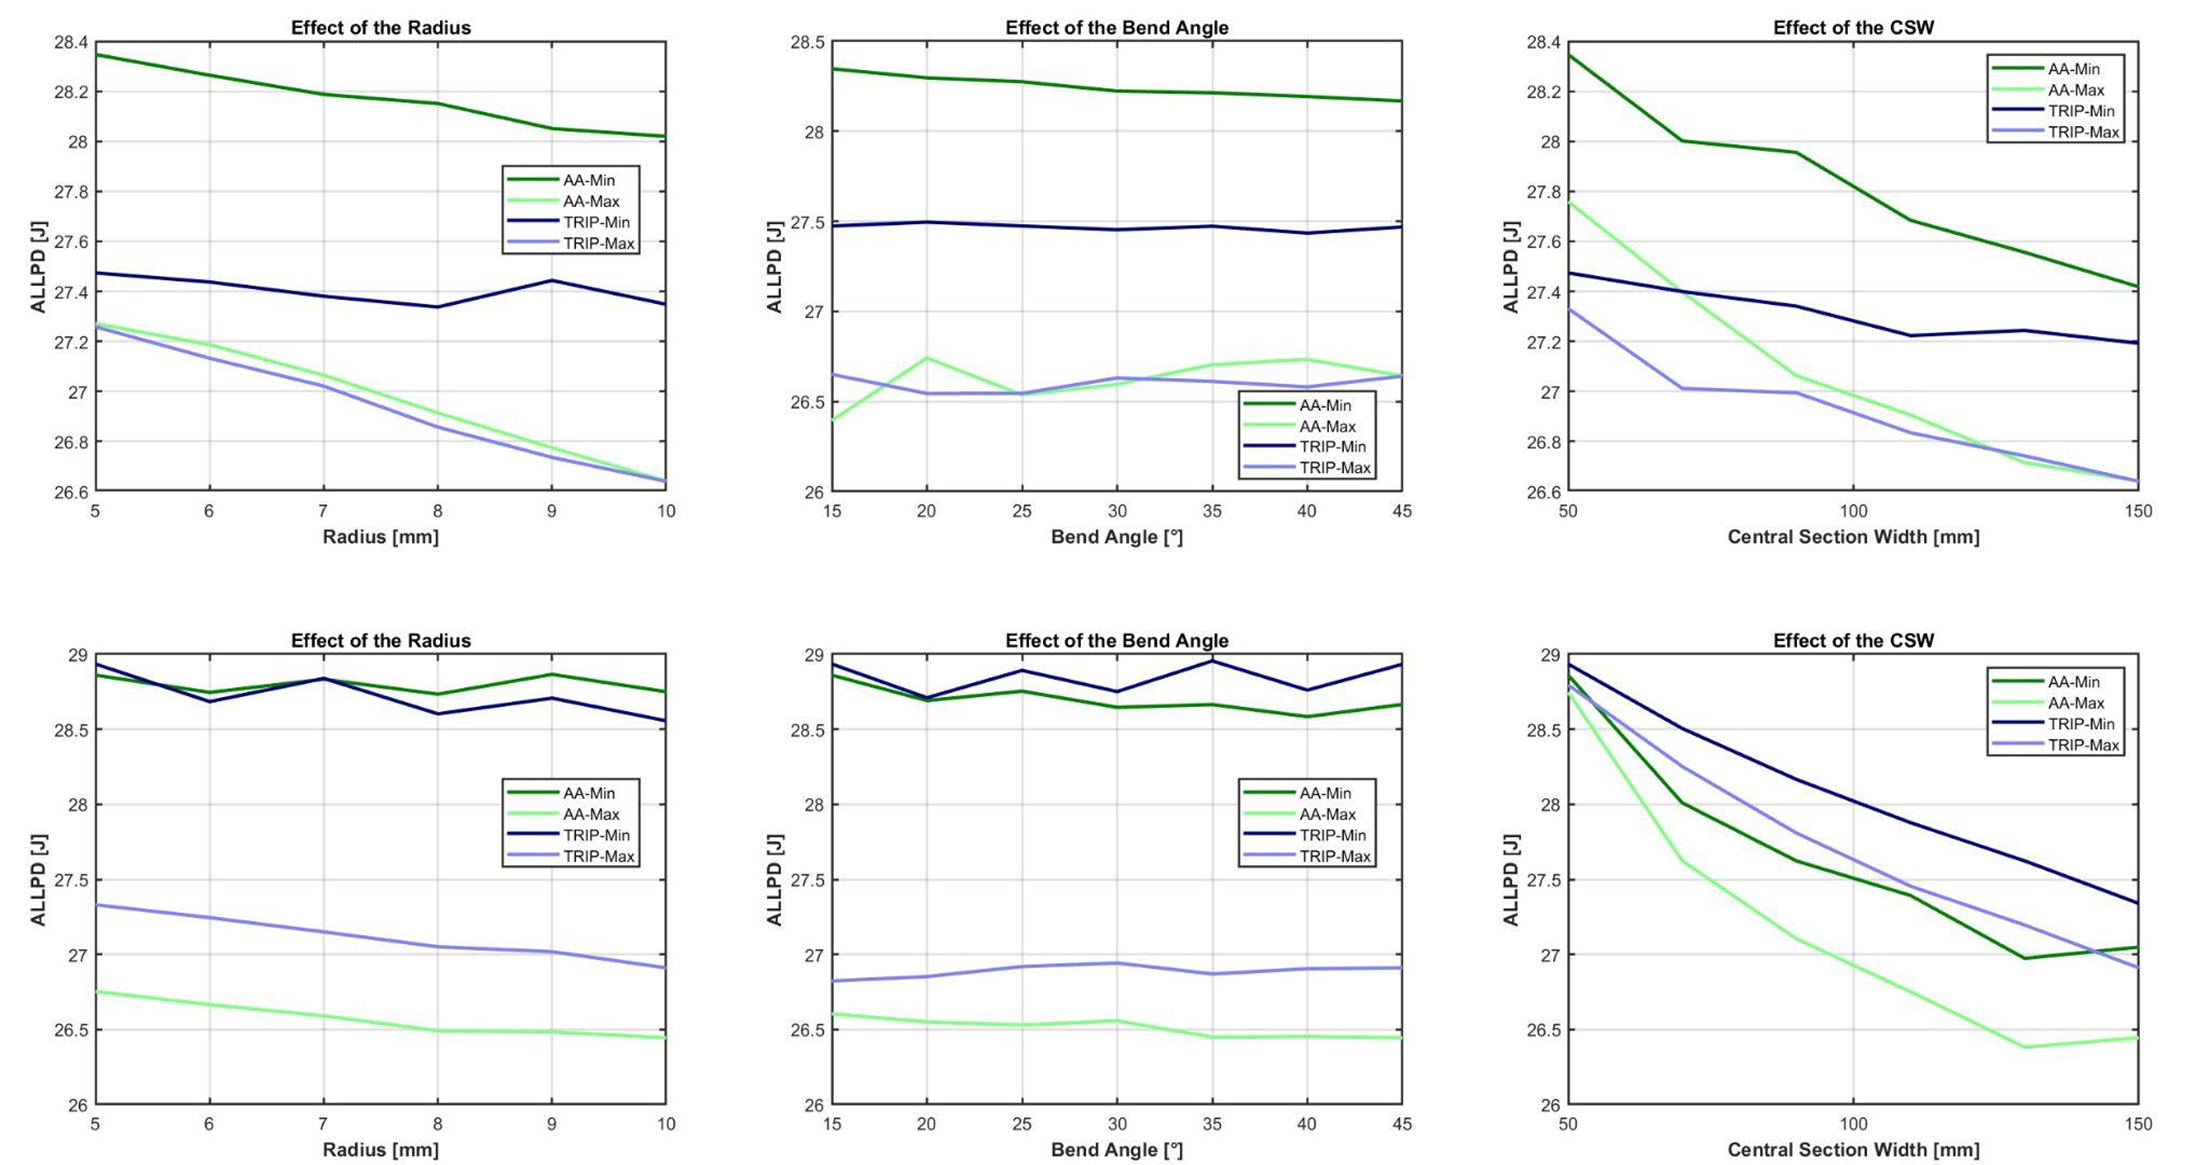 Effect of the Radius
28.4
28.2
28
27.8
27.6
27.4
27.2
27
26.8
26.6
ALLPD [J]
AA-Min
AA-Max
TRIP-Min
TRIP-Max
5 6 7 8 9 10
Radius [mm]
Effect of the Bend Angle
28.5
28
27.5
27
26.5
26
ALLPD [J]
AA-Min
AA-Max
TRIP-Min
TRIP-Max
15 20 25 30 35 40 45
Bend Angle [°]
Effect of the CSW
28.4
28.2
28
27.8
27.6
27.4
27.2
27
26.8
26.6
ALLPD [J]
AA-Min
AA-Max
TRIP-Min
TRIP-Max
50 100 150
Central Section Width [mm]
Effect of the Radius
29
28.5
28
27.5
27
26.5
26
ALLPD [J]
AA-Min
AA-Max
TRIP-Min
TRIP-Max
5 6 7 8 9 10
Radius [mm]
Effect of the Bend Angle
29
28.5
28
27.5
27
26.5
26
ALLPD [J]
AA-Min
AA-Max
TRIP-Min
TRIP-Max
15 20 25 30 35 40 45
Bend Angle [°]
Effect of the CSW
29
28.5
28
27.5
27
26.5
26
ALLPD [J]
AA-Min
AA-Max
TRIP-Min
TRIP-Max
50 100 150
Central Section Width [mm]